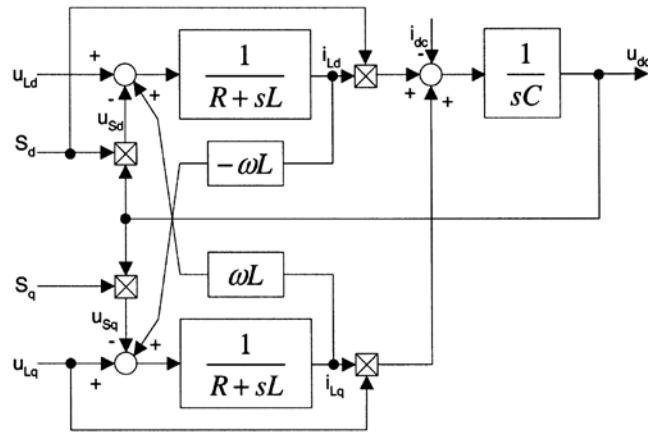 u_Ld
+
-
+
u_Sd
S_d
1
R + sL
i_Ld
i_dc
-
+
+
1
sC
u_dc
-ωL
ωL
S_q
u_Sq
-
+
+
u_Lq
1
R + sL
i_Lq